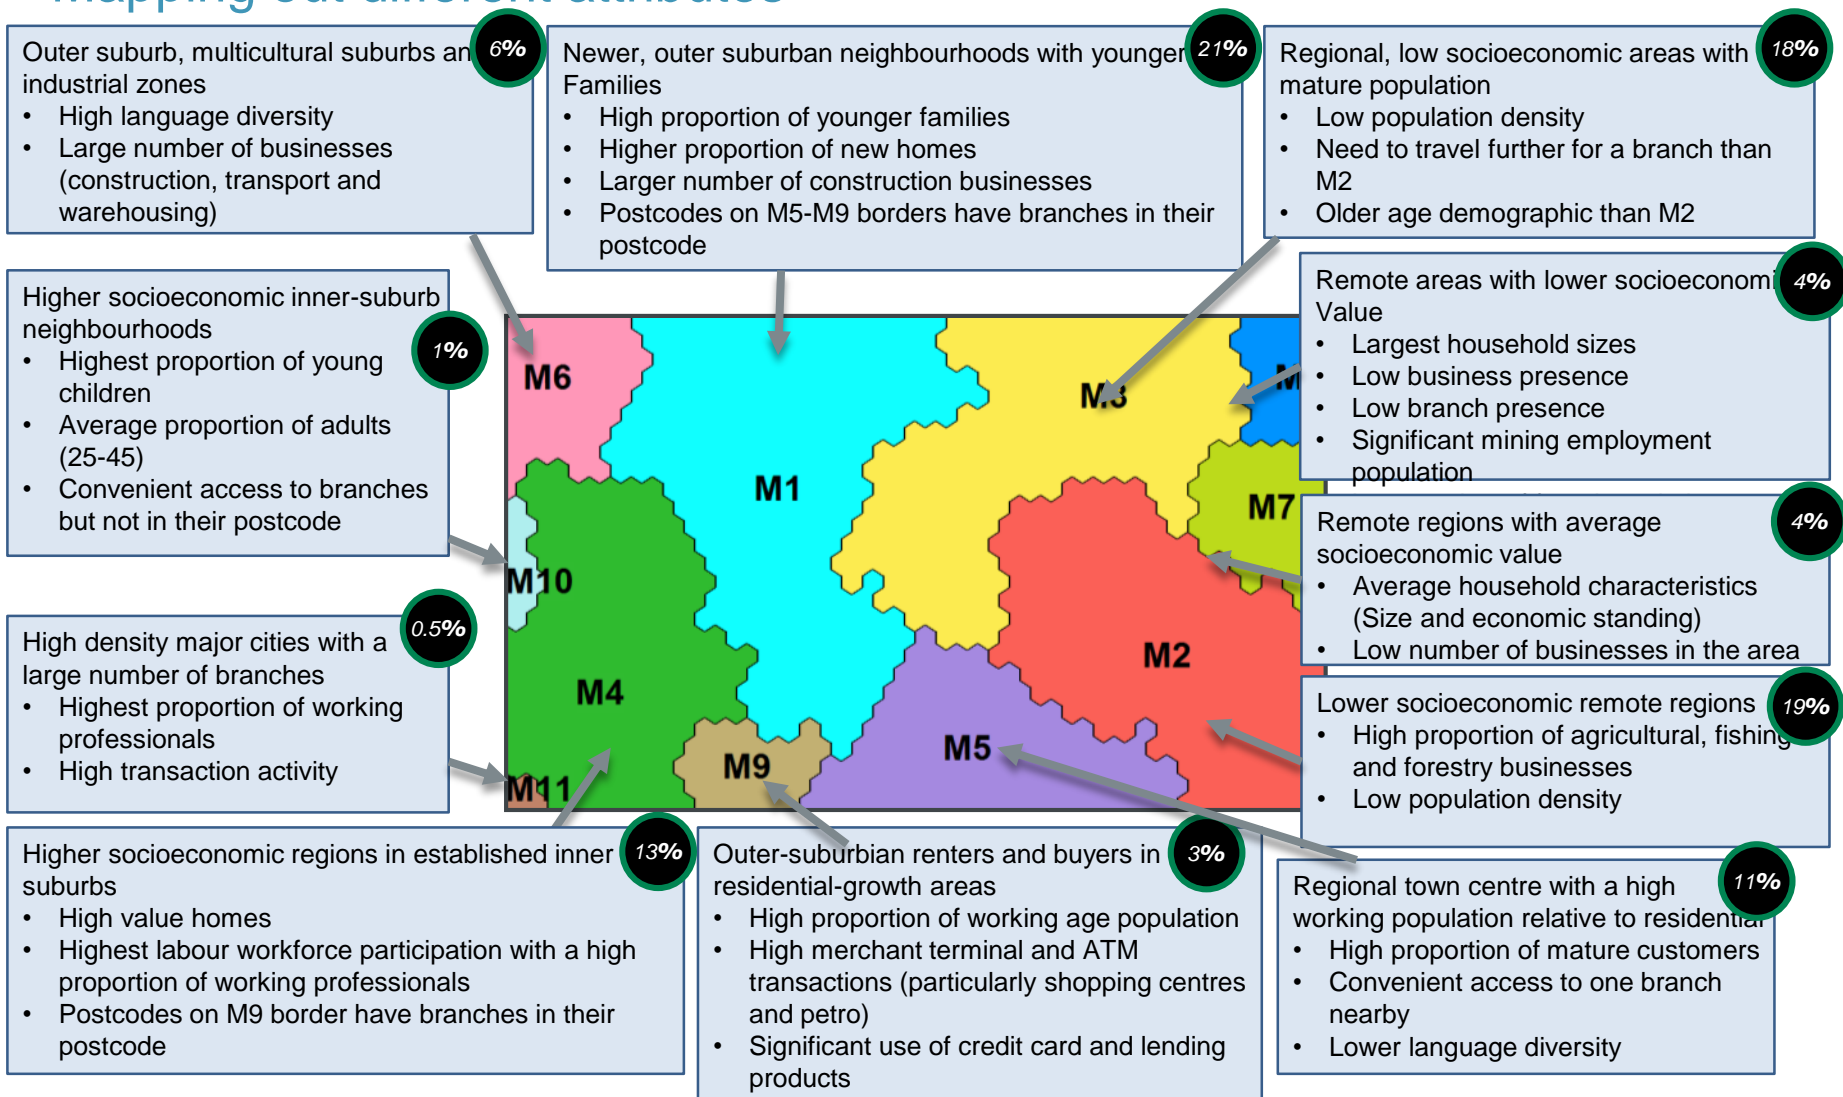 Mapping out different attributes
Outer suburb, multicultural suburbs an
industrial zones
• High language diversity
• Large number of businesses
(construction, transport and
warehousing)
6%
Newer, outer suburban neighbourhoods with younger
Families
• High proportion of younger families
• Higher proportion of new homes
• Larger number of construction businesses
• Postcodes on M5-M9 borders have branches in their
postcode
21%
Regional, low socioeconomic areas with
mature population
• Low population density
• Need to travel further for a branch than
M2
• Older age demographic than M2
18%
Higher socioeconomic inner-suburb
neighbourhoods
• Highest proportion of young
children
• Average proportion of adults
(25-45)
• Convenient access to branches
but not in their postcode
1%
Remote areas with lower socioeconomi
Value
• Largest household sizes
• Low business presence
• Low branch presence
• Significant mining employment
population
4%
M6
M1
M3
M
M7
M10
M4
M2
M5
M9
M11
Remote regions with average
socioeconomic value
• Average household characteristics
(Size and economic standing)
• Low number of businesses in the area
4%
High density major cities with a
large number of branches
• Highest proportion of working
professionals
• High transaction activity
0.5%
Lower socioeconomic remote regions
• High proportion of agricultural, fishing
and forestry businesses
• Low population density
19%
Higher socioeconomic regions in established inner
suburbs
• High value homes
• Highest labour workforce participation with a high
proportion of working professionals
• Postcodes on M9 border have branches in their
postcode
13%
Outer-suburbian renters and buyers in
residential-growth areas
• High proportion of working age population
• High merchant terminal and ATM
transactions (particularly shopping centres
and petro)
• Significant use of credit card and lending
products
3%
Regional town centre with a high
working population relative to residential
• High proportion of mature customers
• Convenient access to one branch
nearby
• Lower language diversity
11%